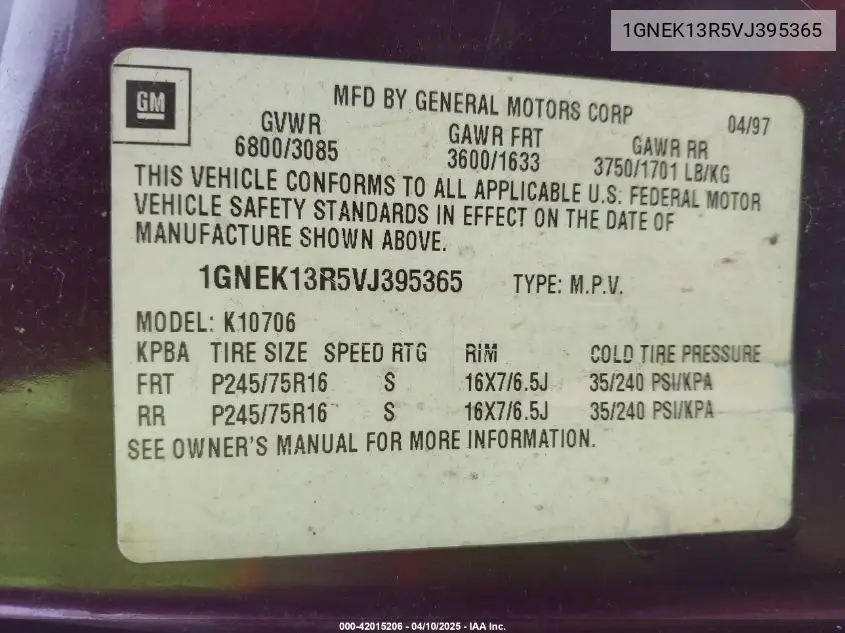 1GNEK13R5VJ395365
GM
MFD BY GENERAL MOTORS CORP 04/97
GVWR GAWR FRT GAWR RR
6800/3085 3600/1633 3750/1701 LB/KG
THIS VEHICLE CONFORMS TO ALL APPLICABLE U.S. FEDERAL MOTOR
VEHICLE SAFETY STANDARDS IN EFFECT ON THE DATE OF
MANUFACTURE SHOWN ABOVE.
1GNEK13R5VJ395365 TYPE: M.P.V.
MODEL: K10706
KPBA TIRE SIZE SPEED RTG RIM COLD TIRE PRESSURE
FRT P245/75R16 S 16X7/6.5J 35/240 PSI/KPA
RR P245/75R16 S 16X7/6.5J 35/240 PSI/KPA
SEE OWNER'S MANUAL FOR MORE INFORMATION.
000-42015206 - 04/10/2025 - IAA Inc.